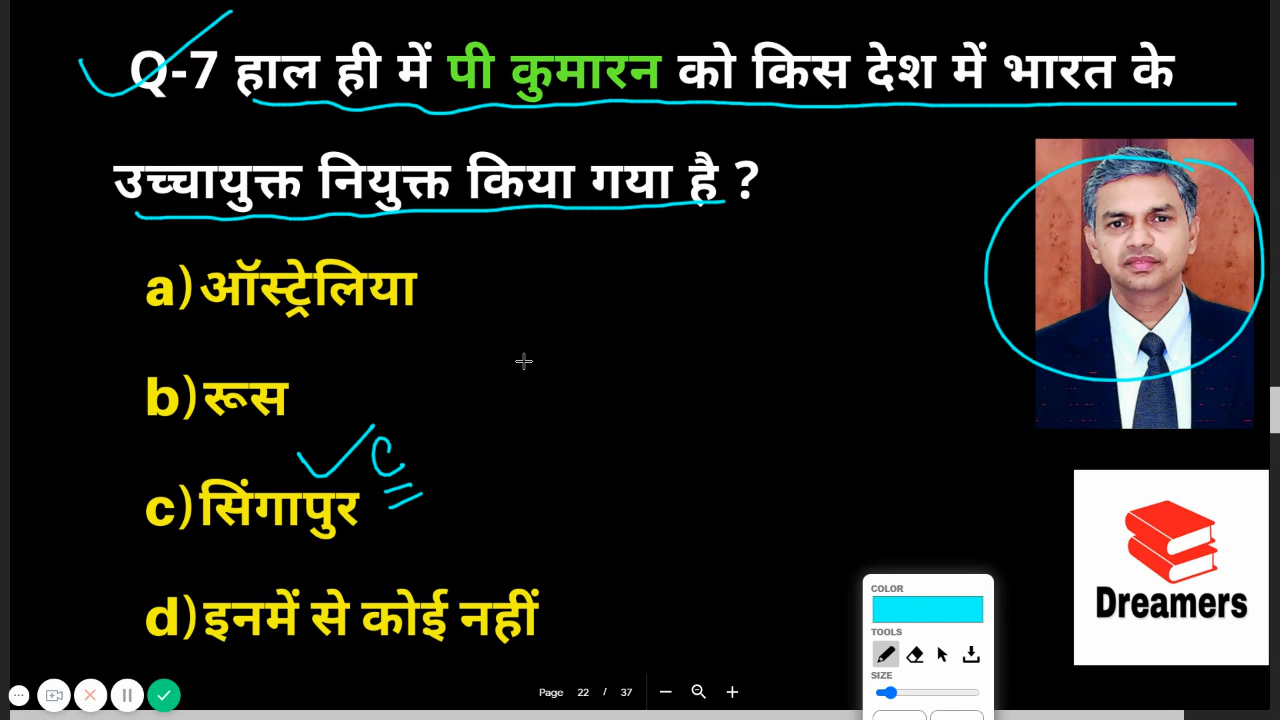 Q-7 हाल ही में पी कुमारन को किस देश में भारत के
उच्चायुक्त नियुक्त किया गया है ?
a) ऑस्ट्रेलिया
b) रूस
C
c) सिंगापुर
d) इनमें से कोई नहीं
Dreamers
COLOR
TOOLS
SIZE
Page 22 / 37